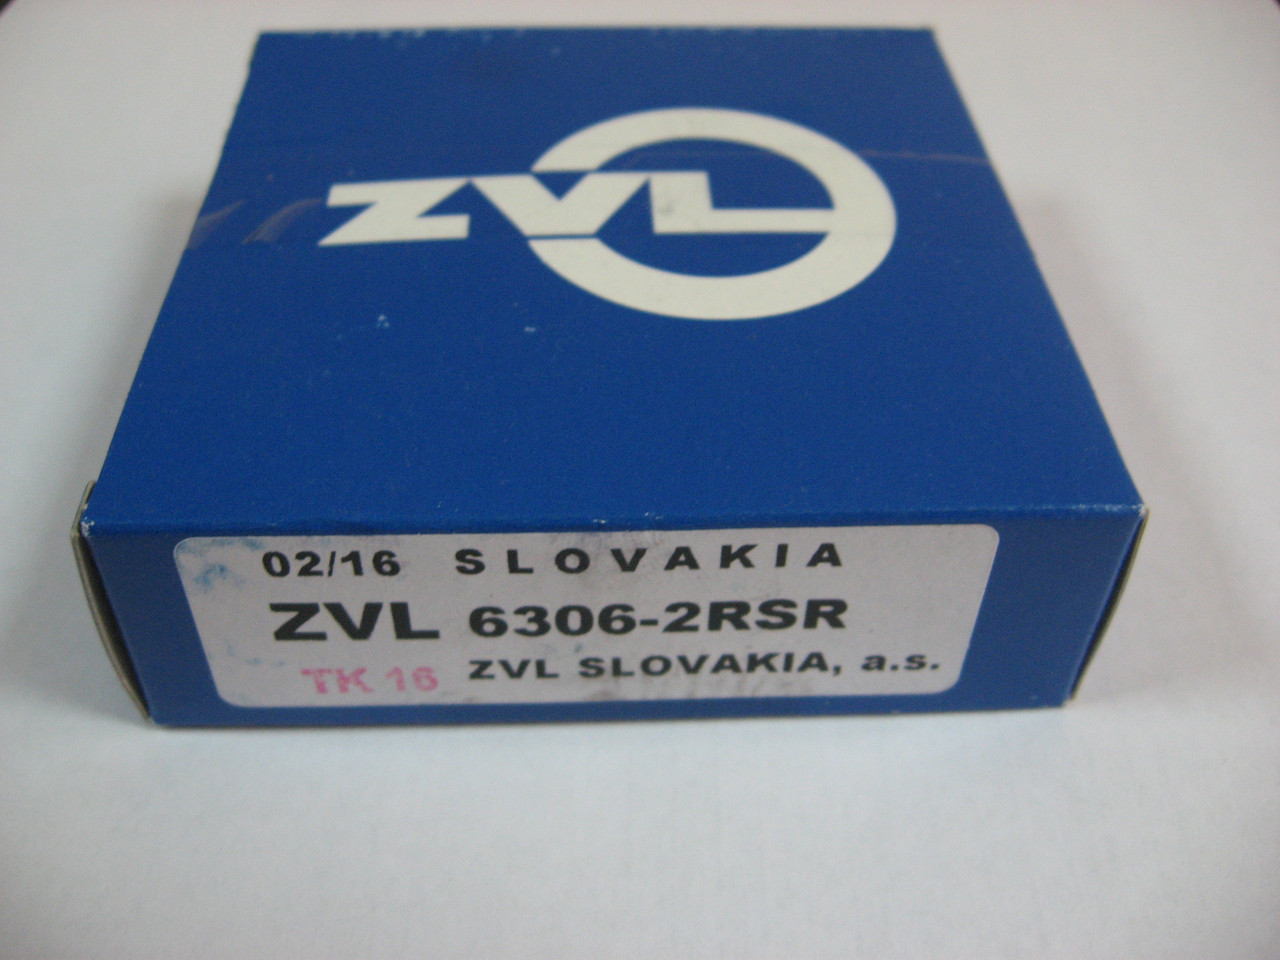 ZVL
02/16 SLOVAKIA
ZVL 6306-2RSR
TK 16 ZVL SLOVAKIA, a.s.